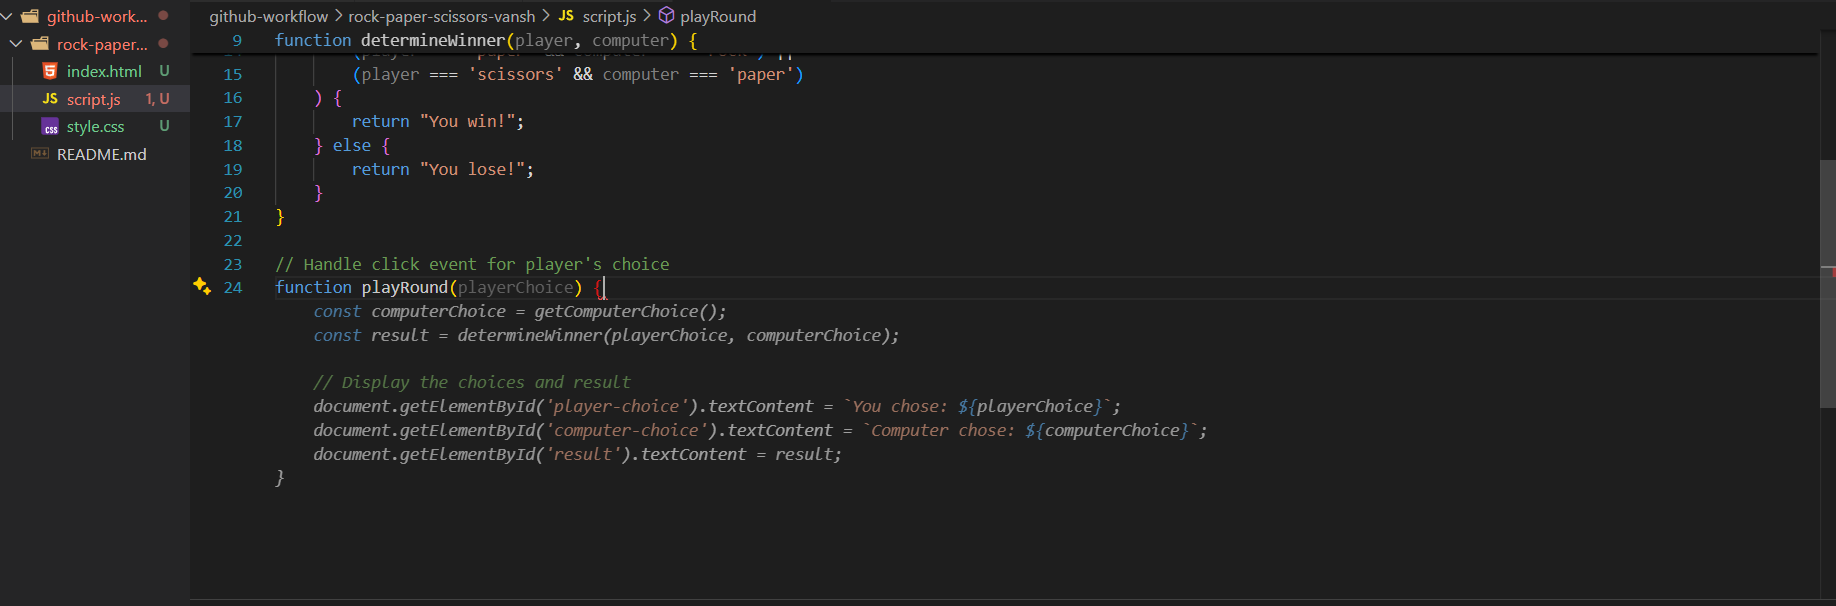 github-work...
rock-paper...
index.html U
JS script.js 1, U
css style.css U
README.md
github-workflow > rock-paper-scissors-vansh > JS script.js > playRound
9 function determineWinner(player, computer) {
15 (player === 'scissors' && computer === 'paper')
16 ) {
17 return "You win!";
18 } else {
19 return "You lose!";
20 }
21 }
22
23 // Handle click event for player's choice
24 function playRound(playerChoice) {
const computerChoice = getComputerChoice();
const result = determineWinner(playerChoice, computerChoice);
// Display the choices and result
document.getElementById('player-choice').textContent = `You chose: ${playerChoice}`;
document.getElementById('computer-choice').textContent = `Computer chose: ${computerChoice}`;
document.getElementById('result').textContent = result;
}